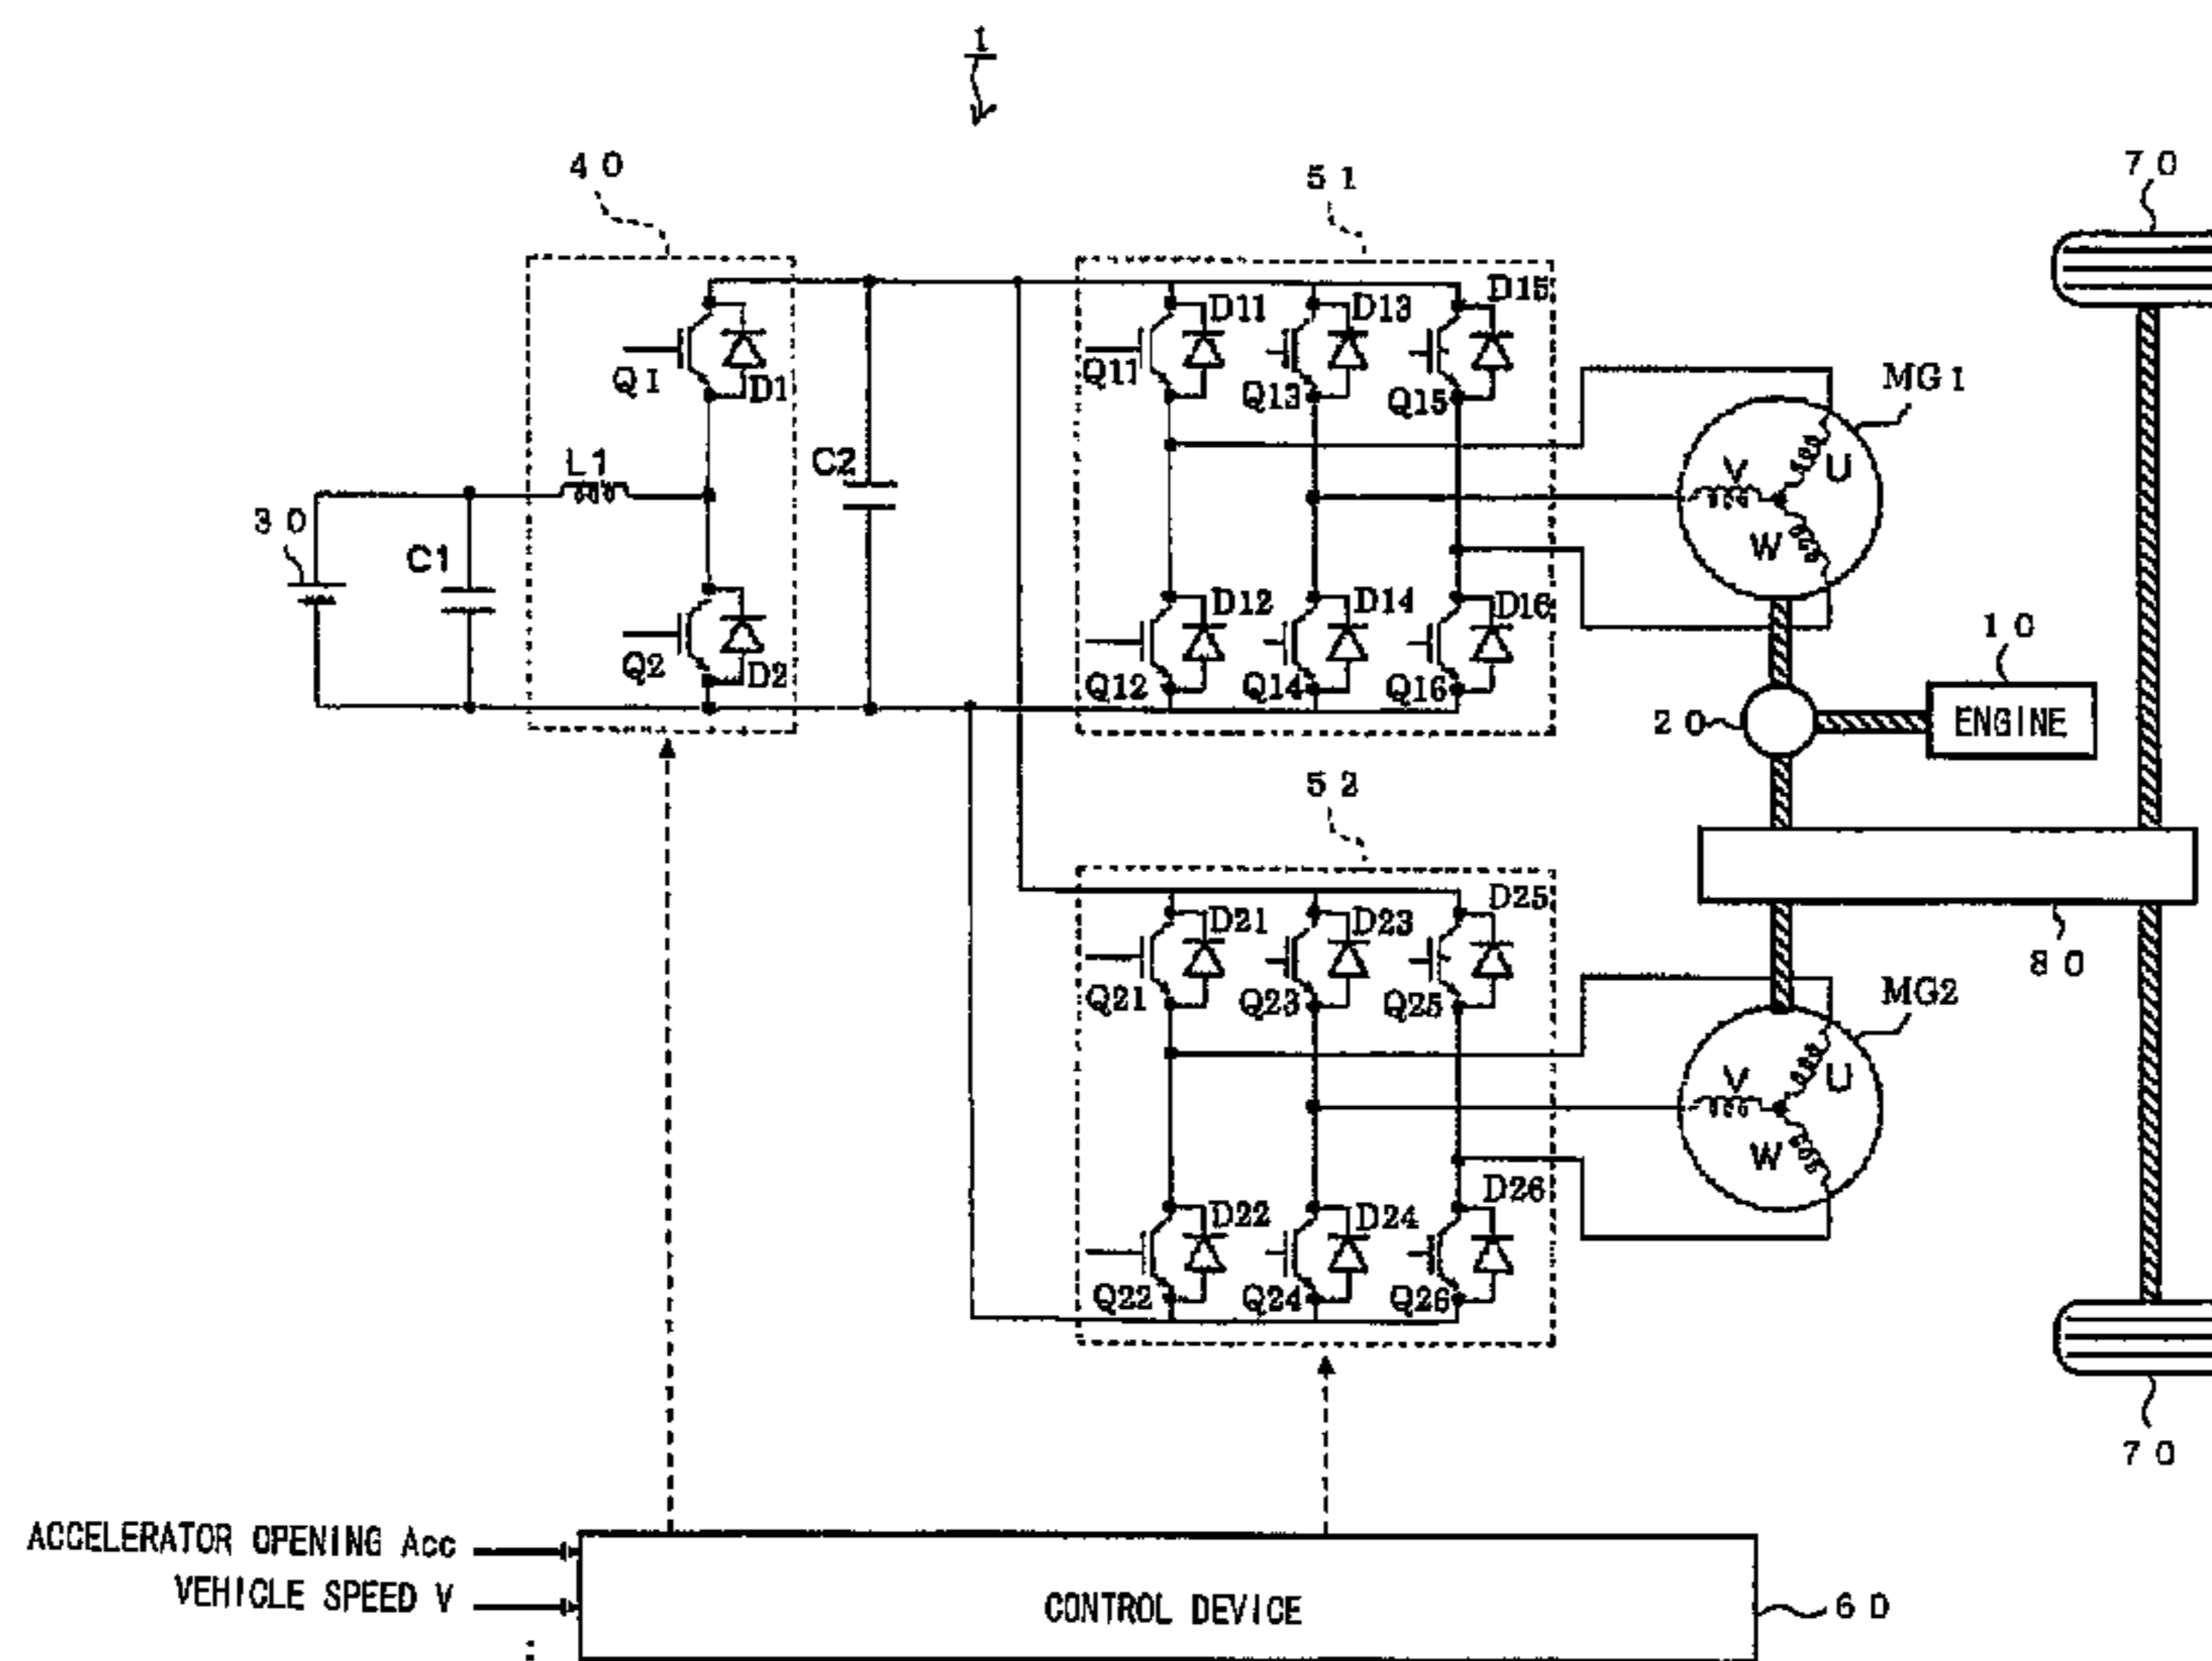 1
40
51
70
D11
D13
D15
Q1
D1
Q11
Q13
Q15
MG1
L1
C2
V
U
30
C1
W
D12
D14
D16
10
Q2
D2
Q12
Q14
Q16
20
ENGINE
52
D21
D23
D25
80
Q21
Q23
Q25
MG2
V
U
W
D22
D24
D26
Q22
Q24
Q26
70
ACCELERATOR OPENING Acc
VEHICLE SPEED V
CONTROL DEVICE
60